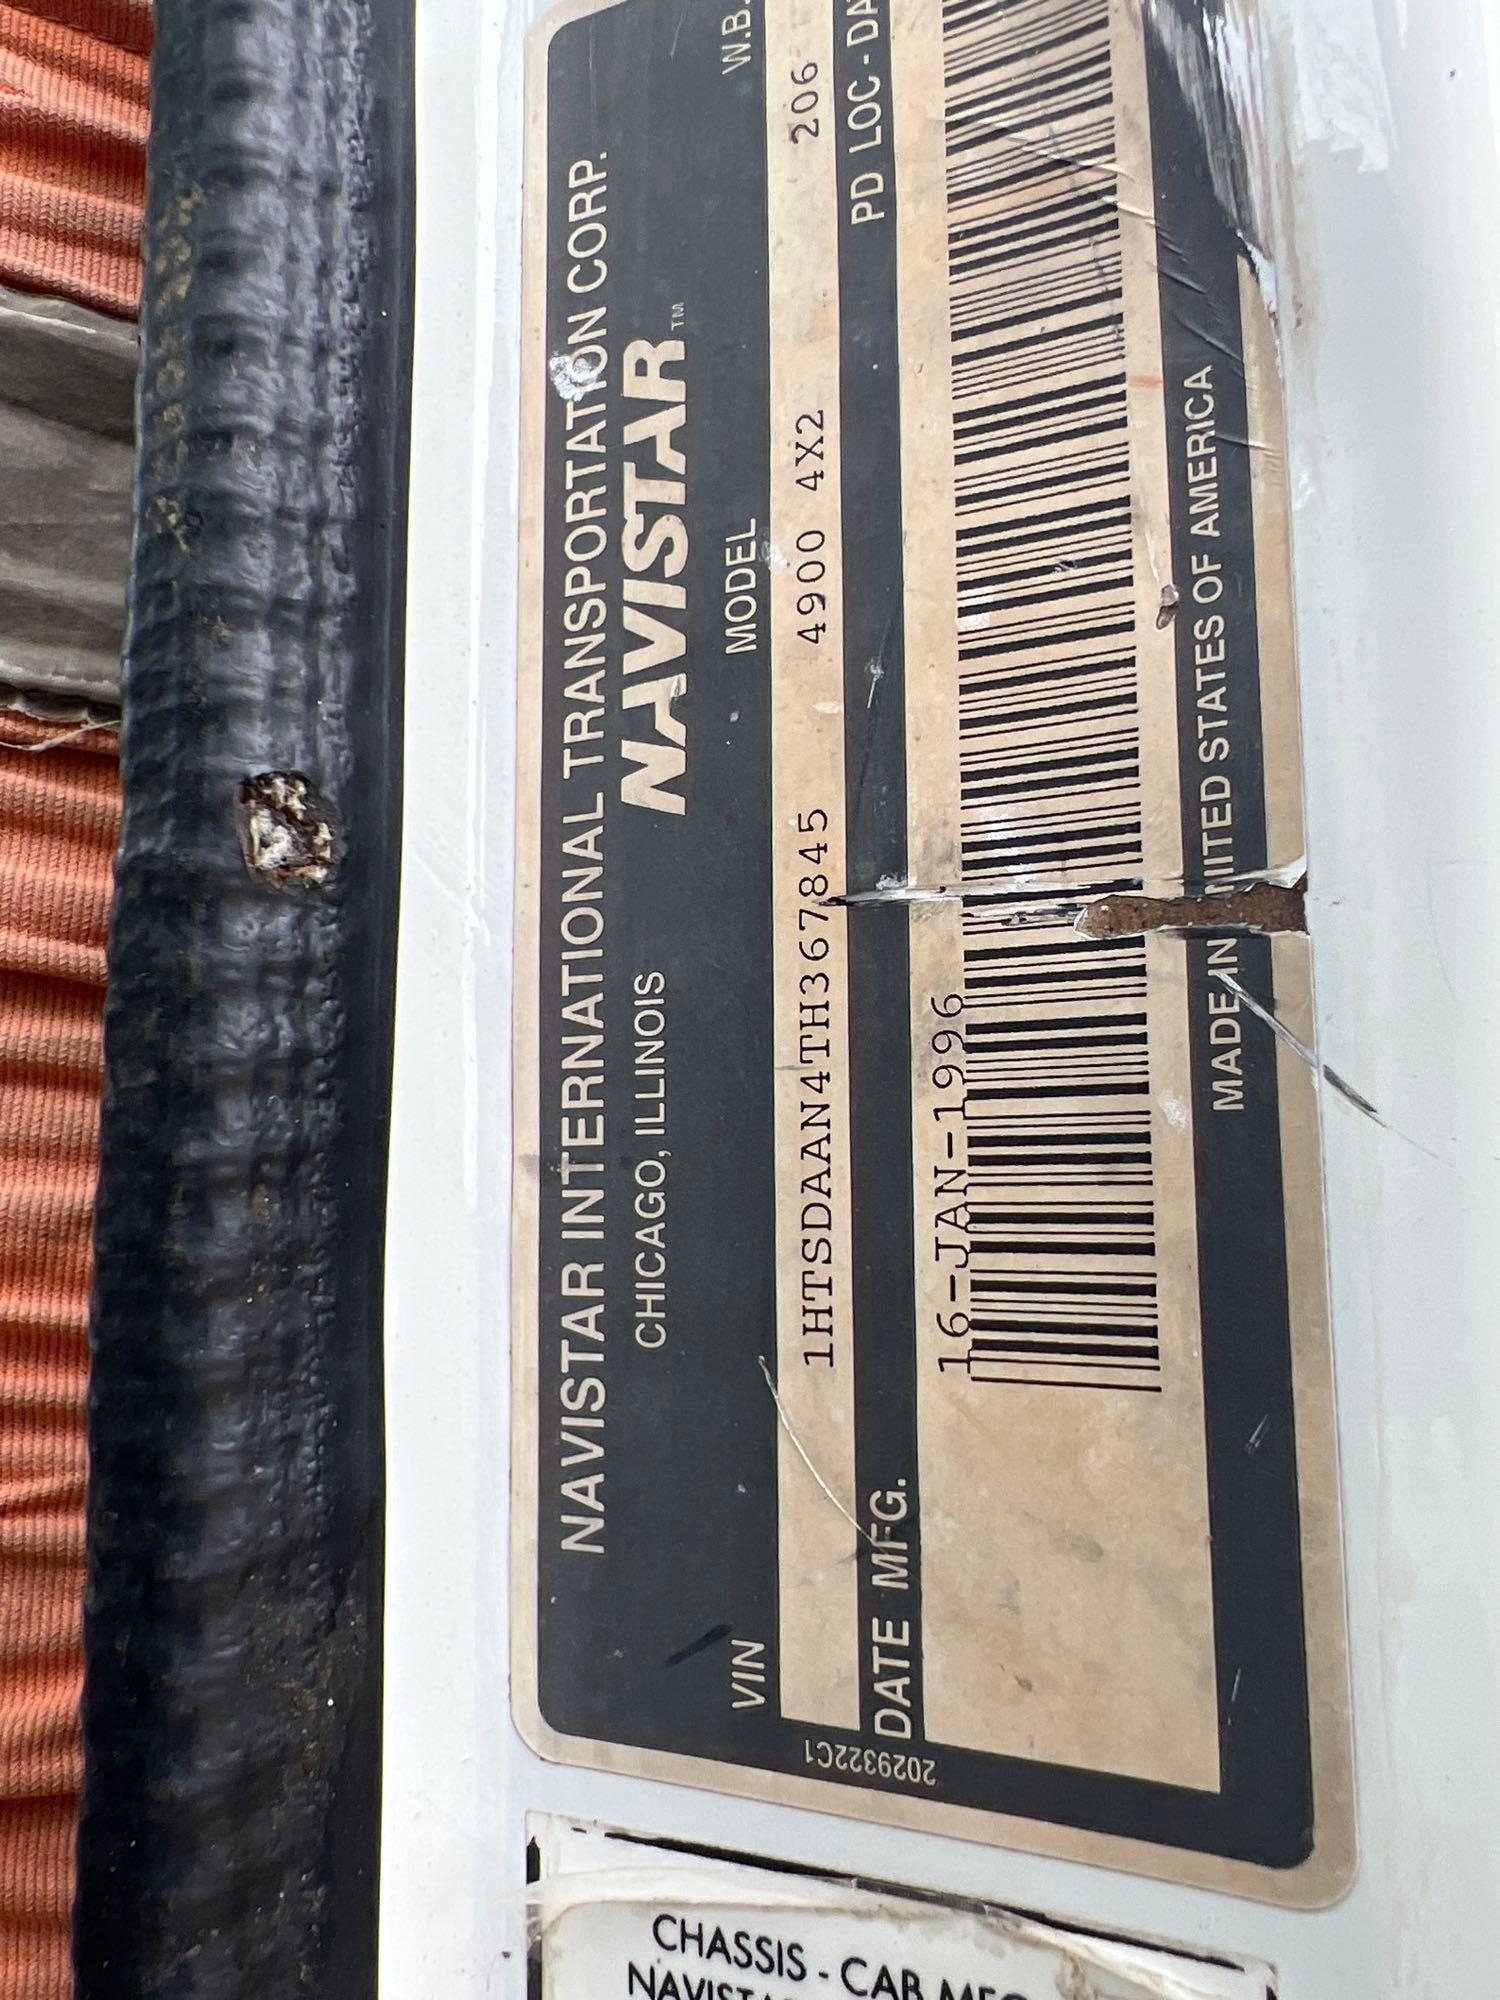 NAVISTAR INTERNATIONAL TRANSPORTATION CORP.
CHICAGO, ILLINOIS NAVISTAR™
VIN MODEL W.B.
1HTSDAAN4TH367845 4900 4X2 206
DATE MFG. PD LOC - DA
16-JAN-1996
MADE IN UNITED STATES OF AMERICA
2029322C1
CHASSIS - CAB